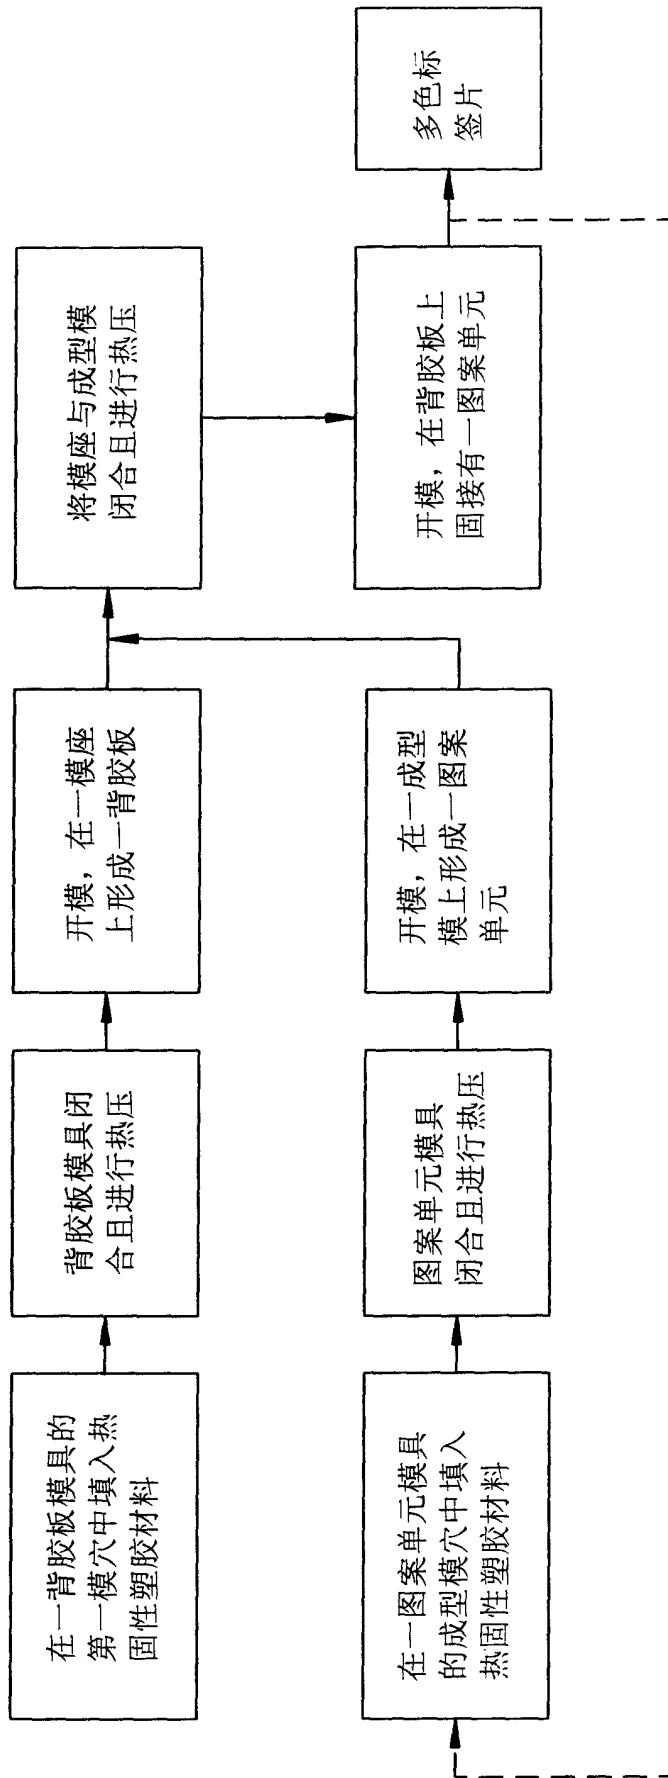 在一背胶板模具的
第一模穴中填入热
固性塑胶材料
背胶板模具闭
合且进行热压
开模，在一模座
上形成一背胶板
将模座与成型模
闭合且进行热压
在一图案单元模具
的成型模穴中填入
热固性塑胶材料
图案单元模具
闭合且进行热压
开模，在一成型
模上形成一图案
单元
开模，在背胶板上
固接有一图案单元
多色标
签片